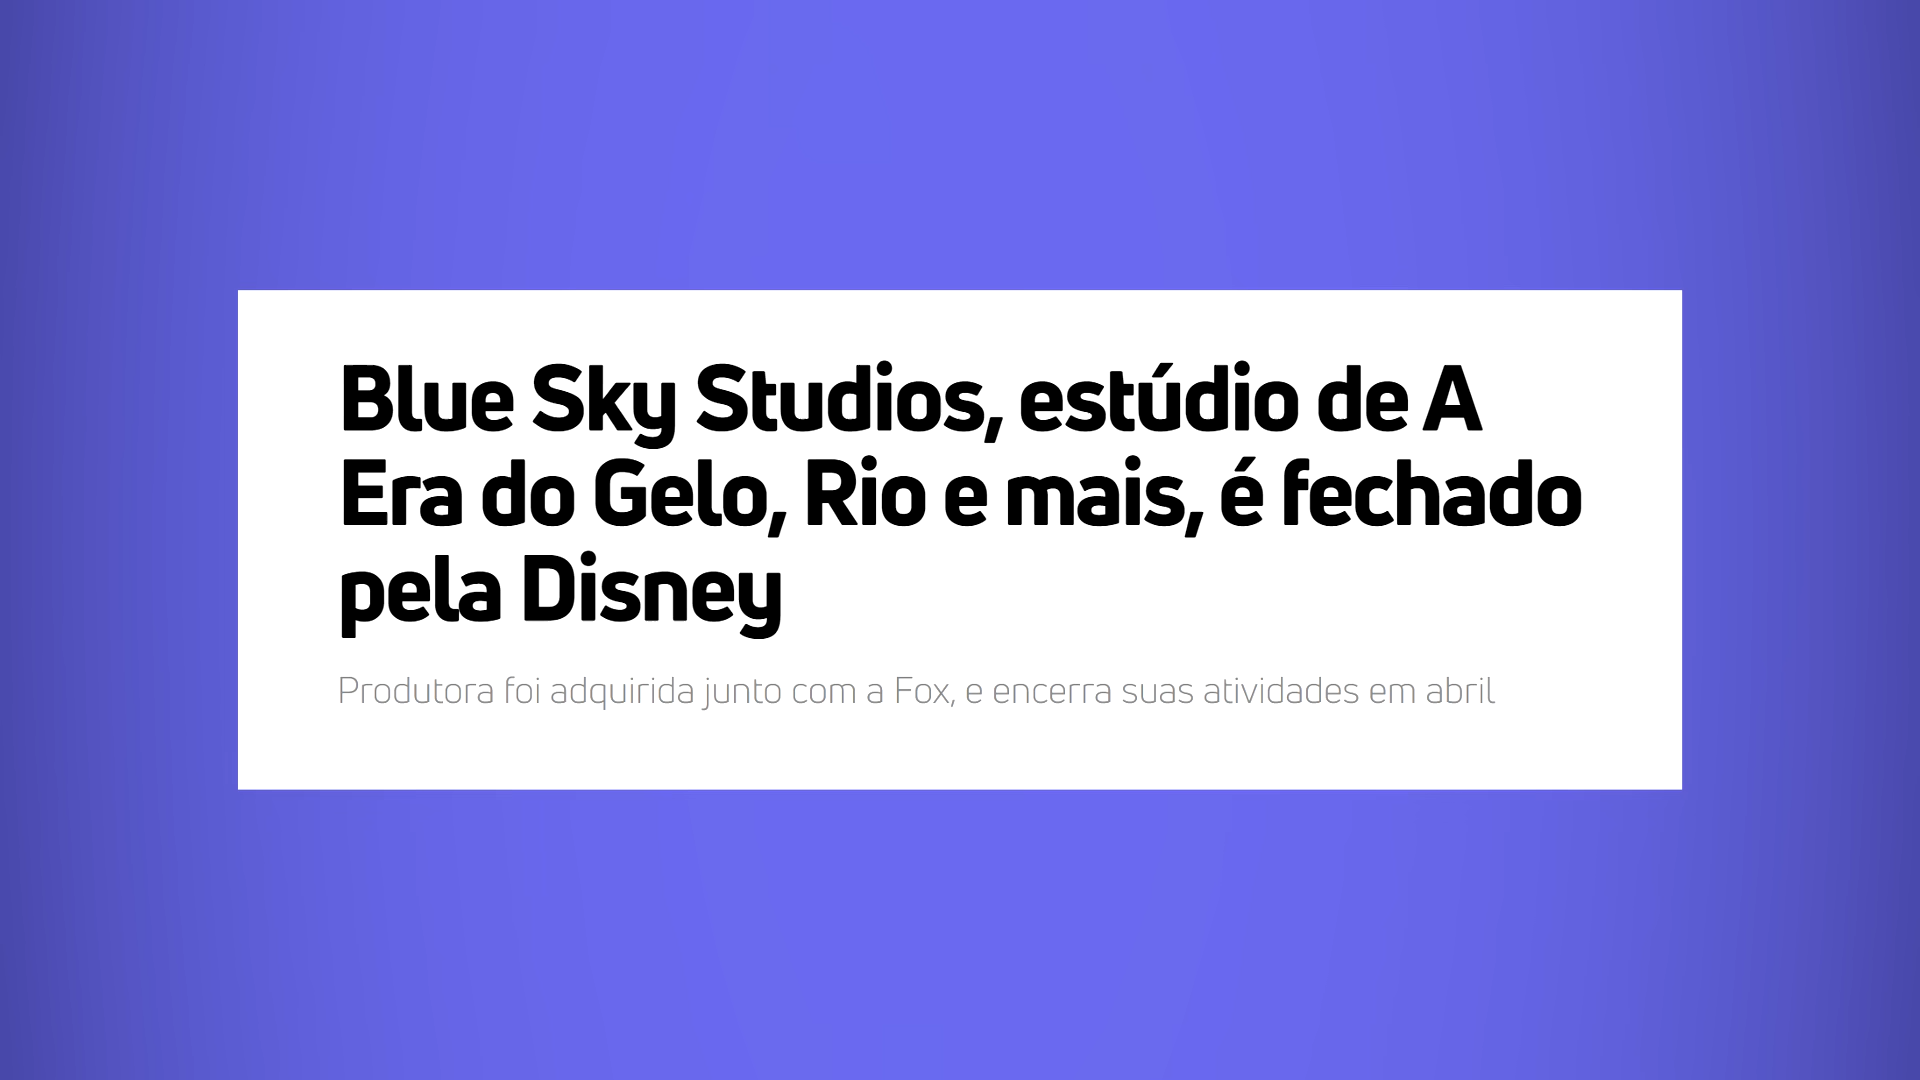 Blue Sky Studios, estúdio de A
Era do Gelo, Rio e mais, é fechado
pela Disney
Produtora foi adquirida junto com a Fox, e encerra suas atividades em abril